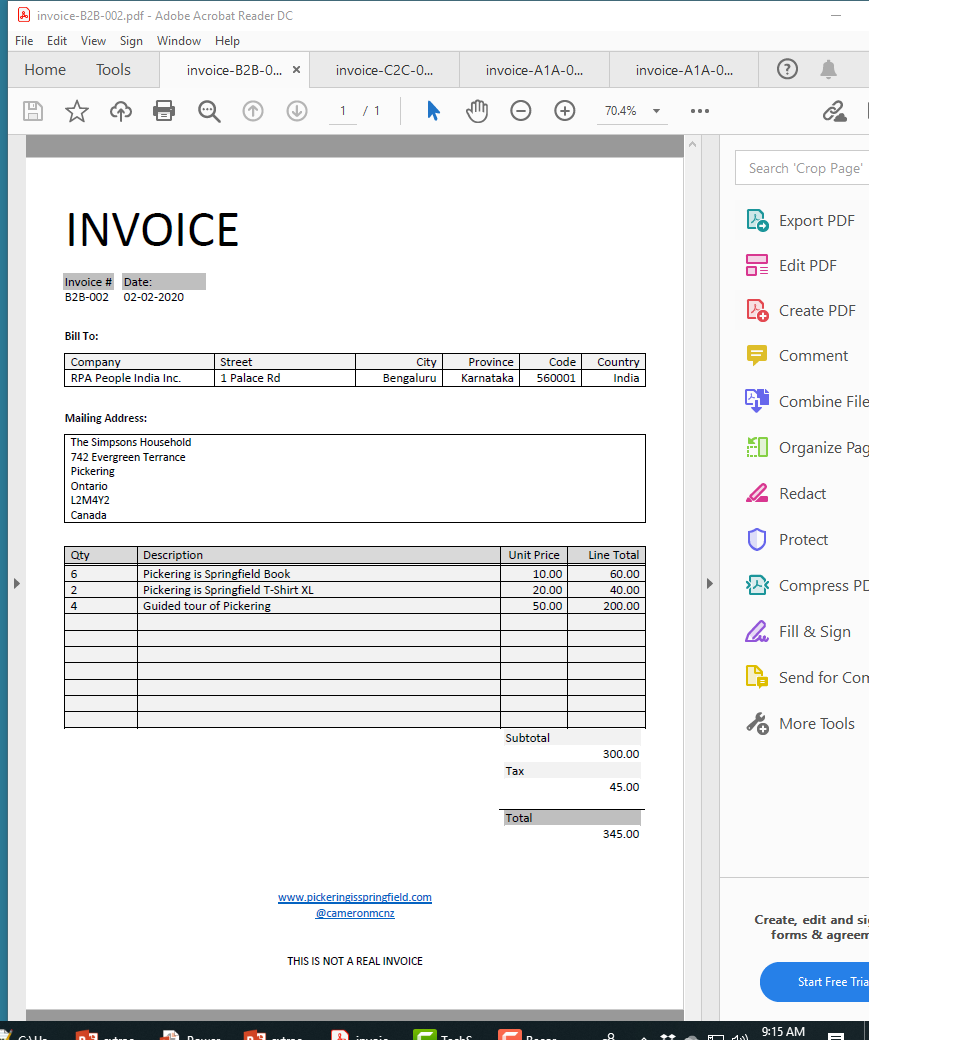 invoice-B2B-002.pdf - Adobe Acrobat Reader DC
File Edit View Sign Window Help
Home Tools invoice-B2B-0... × invoice-C2C-0... invoice-A1A-0... invoice-A1A-0...
1 / 1 70.4%
Search 'Crop Page'
Export PDF
Edit PDF
Create PDF
Comment
Combine File
Organize Pag
Redact
Protect
Compress PD
Fill & Sign
Send for Com
More Tools
Create, edit and si
forms & agreem
Start Free Tria
INVOICE
Invoice # Date:
B2B-002 02-02-2020
Bill To:
Company Street City Province Code Country
RPA People India Inc. 1 Palace Rd Bengaluru Karnataka 560001 India
Mailing Address:
The Simpsons Household
742 Evergreen Terrance
Pickering
Ontario
L2M4Y2
Canada
Qty Description Unit Price Line Total
6 Pickering is Springfield Book 10.00 60.00
2 Pickering is Springfield T-Shirt XL 20.00 40.00
4 Guided tour of Pickering 50.00 200.00
Subtotal
300.00
Tax
45.00
Total
345.00
www.pickeringisspringfield.com
@cameronmcnz
THIS IS NOT A REAL INVOICE
9:15 AM